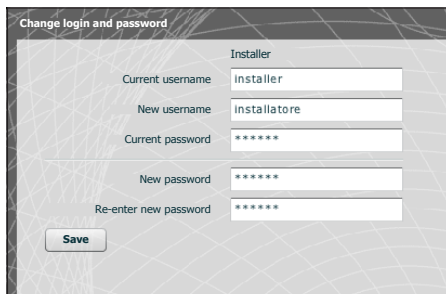 Change login and password
Installer
Current username installer
New username installatore
Current password ******
New password ******
Re-enter new password ******
Save